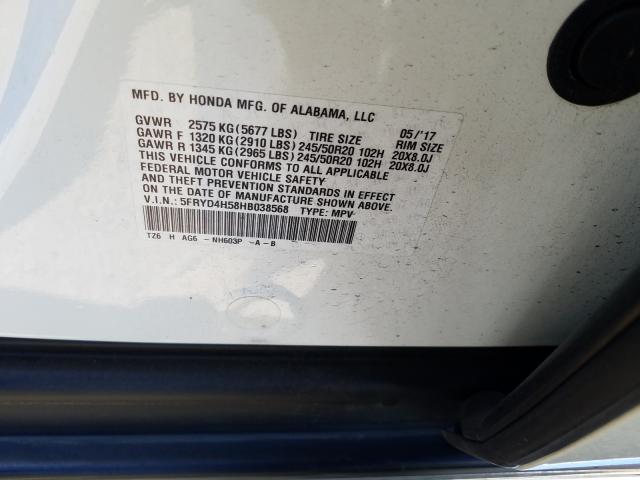 MFD. BY HONDA MFG. OF ALABAMA, LLC
GVWR 2575 KG(5677 LBS) TIRE SIZE 05/'17 RIM SIZE
GAWR F 1320 KG(2910 LBS) 245/50R20 102H 20X8.0J
GAWR R 1345 KG(2965 LBS) 245/50R20 102H 20X8.0J
THIS VEHICLE CONFORMS TO ALL APPLICABLE
FEDERAL MOTOR VEHICLE SAFETY
AND THEFT PREVENTION STANDARDS IN EFFECT
ON THE DATE OF MANUFACTURE SHOWN ABOVE.
V.I.N.: 5FRYD4H58HB038568 TYPE: MPV
TZ6 H AG6 -NH603P -A-B